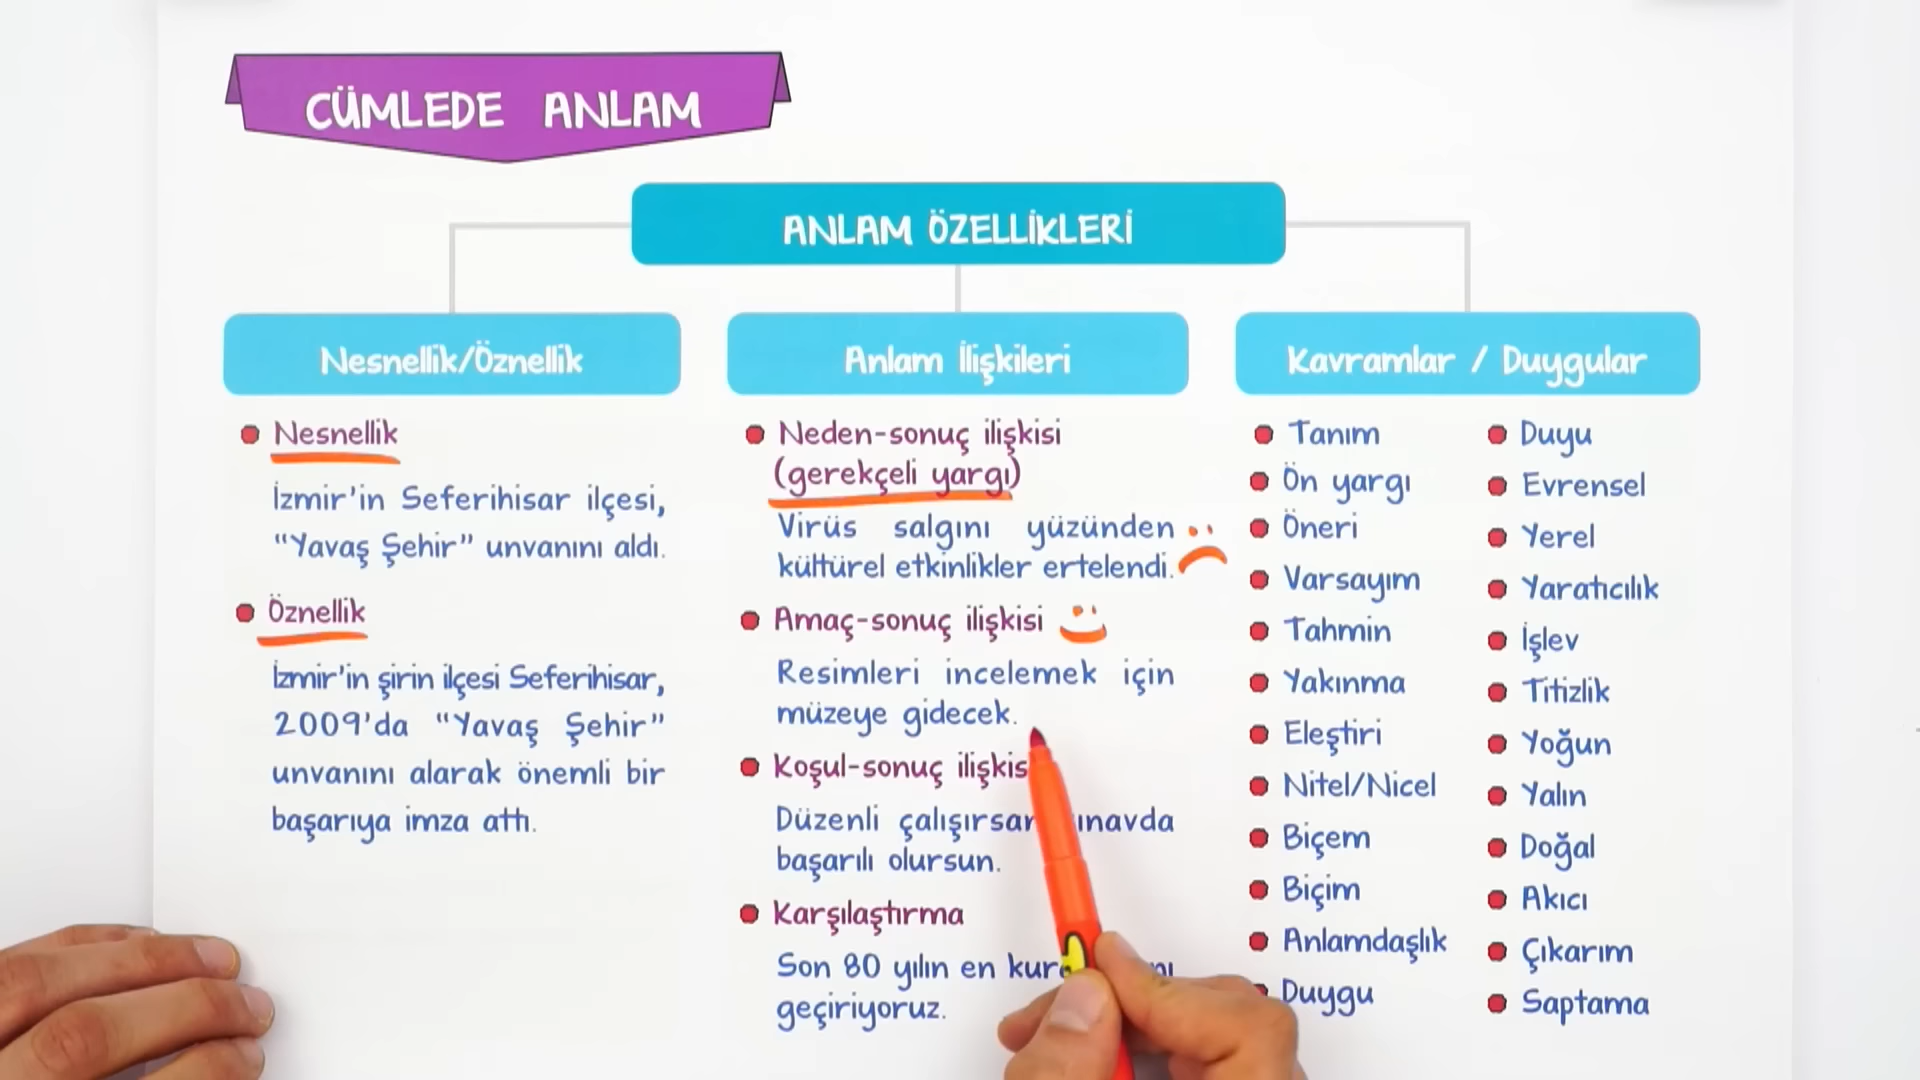 CÜMLEDE ANLAM
ANLAM ÖZELLİKLERİ
Nesnellik/Öznellik
Nesnellik
İzmir'in Seferihisar ilçesi,
“Yavaş Şehir” unvanını aldı.
Öznellik
İzmir'in şirin ilçesi Seferihisar,
2009'da “Yavaş Şehir”
unvanını alarak önemli bir
başarıya imza attı.
Anlam İlişkileri
Neden-sonuç ilişkisi
(gerekçeli yargı)
Virüs salgını yüzünden
kültürel etkinlikler ertelendi.
Amaç-sonuç ilişkisi
Resimleri incelemek için
müzeye gidecek.
Koşul-sonuç
Düzenli
başarılı olursun.
Karşılaştırma
Son 80 yılın en
geçiriyoruz.
Kavramlar / Duygular
Tanım
Ön yargı
Öneri
Varsayım
Tahmin
Yakınma
Eleştiri
Nitel/Nicel
Biçem
Biçim
Anlamdaşlık
Duygu
Duyu
Evrensel
Yerel
Yaratıcılık
İşlev
Titizlik
Yoğun
Yalın
Doğal
Akıcı
Çıkarım
Saptama